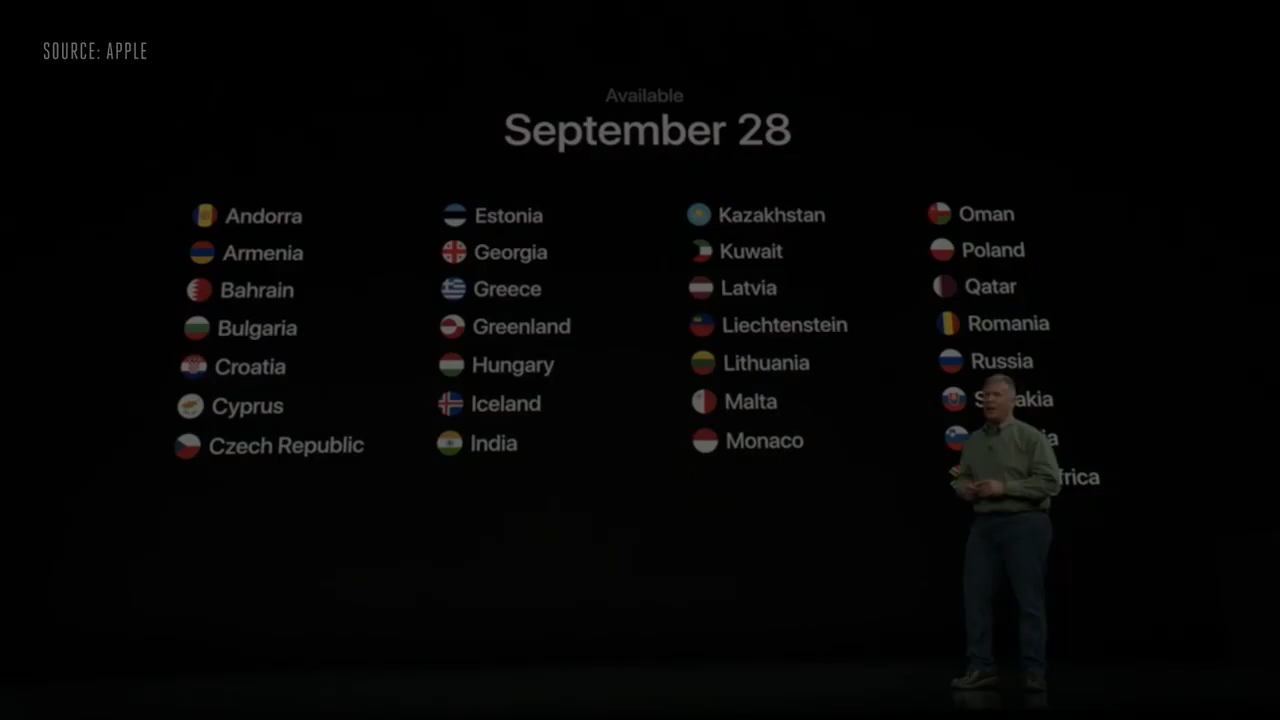 SOURCE: APPLE
Available
September 28
Andorra
Armenia
Bahrain
Bulgaria
Croatia
Cyprus
Czech Republic
Estonia
Georgia
Greece
Greenland
Hungary
Iceland
India
Kazakhstan
Kuwait
Latvia
Liechtenstein
Lithuania
Malta
Monaco
Oman
Poland
Qatar
Romania
Russia